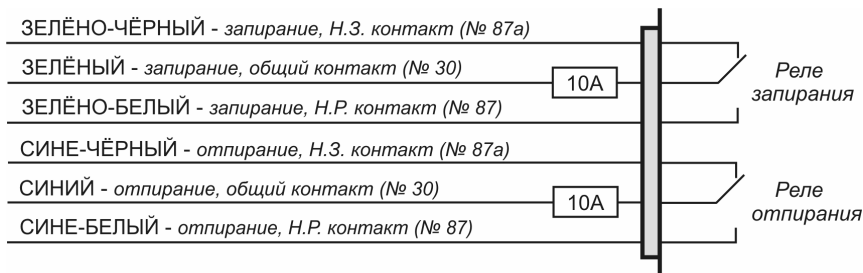 ЗЕЛЁНО-ЧЁРНЫЙ - запирание, Н.З. контакт (№ 87а)
ЗЕЛЁНЫЙ - запирание, общий контакт (№ 30)
10А
Реле
запирания
ЗЕЛЁНО-БЕЛЫЙ - запирание, Н.Р. контакт (№ 87)
СИНЕ-ЧЁРНЫЙ - отпирание, Н.З. контакт (№ 87а)
СИНИЙ - отпирание, общий контакт (№ 30)
10А
Реле
отпирания
СИНЕ-БЕЛЫЙ - отпирание, Н.Р. контакт (№ 87)